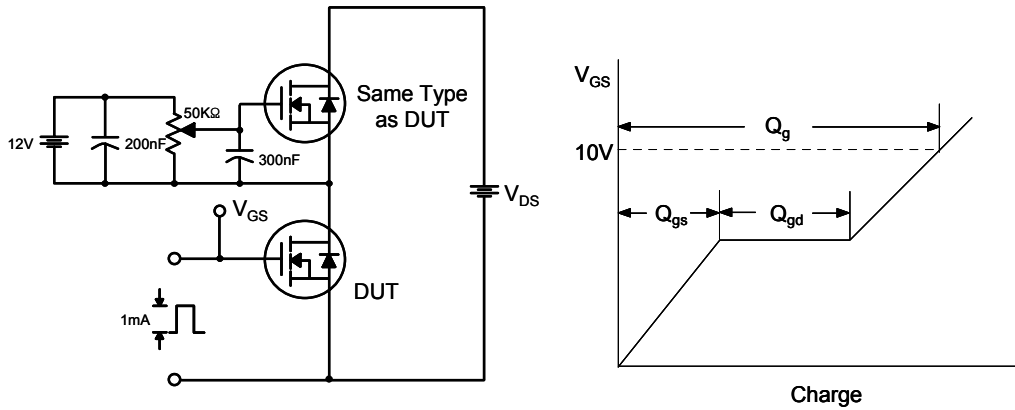 12V
200nF
50KΩ
300nF
Same Type
as DUT
V_GS
DUT
1mA
V_DS
V_GS
10V
Q_g
Q_gs
Q_gd
Charge